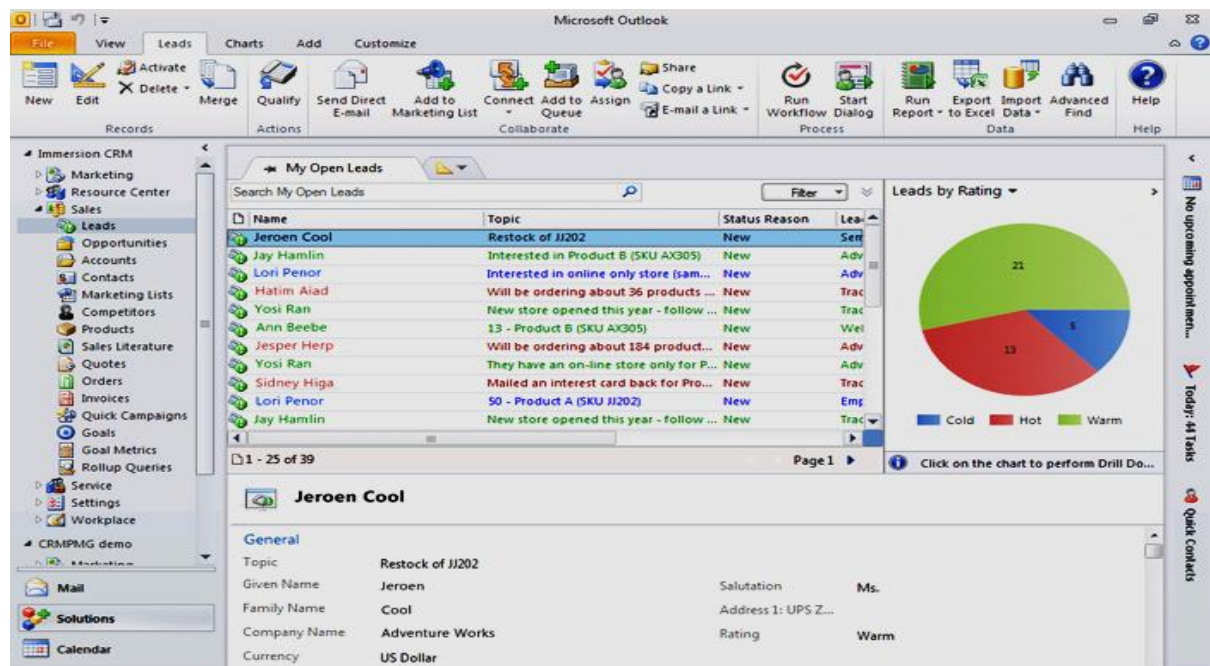 Microsoft Outlook
File View Leads Charts Add Customize
New
Edit
Activate
Delete
Merge
Records
Qualify
Actions
Send Direct E-mail
Add to Marketing List
Connect
Add to Queue
Assign
Share
Copy a Link
E-mail a Link
Collaborate
Run Workflow
Start Dialog
Process
Run Report
Export to Excel
Import Data
Advanced Find
Data
Help
Help
Immersion CRM
Marketing
Resource Center
Sales
Leads
Opportunities
Accounts
Contacts
Marketing Lists
Competitors
Products
Sales Literature
Quotes
Orders
Invoices
Quick Campaigns
Goals
Goal Metrics
Rollup Queries
Service
Settings
Workplace
CRMPMG demo
Marketing
Mail
Solutions
Calendar
My Open Leads
Search My Open Leads Filter
Name Topic Status Reason Lea
Jeroen Cool Restock of JJ202 New Sem
Jay Hamlin Interested in Product B (SKU AX305) New Adv
Lori Penor Interested in online only store (sam... New Adv
Hatim Aiad Will be ordering about 36 products ... New Trac
Yosi Ran New store opened this year - follow ... New Trac
Ann Beebe 13 - Product B (SKU AX305) New Wel
Jesper Herp Will be ordering about 184 product... New Adv
Yosi Ran They have an on-line store only for P... New Adv
Sidney Higa Mailed an interest card back for Pro... New Trac
Lori Penor 50 - Product A (SKU JJ202) New Emp
Jay Hamlin New store opened this year - follow ... New Trac
1 - 25 of 39 Page 1
Leads by Rating
21
5
13
Cold Hot Warm
Click on the chart to perform Drill Do...
Jeroen Cool
General
Topic Restock of JJ202
Given Name Jeroen Salutation Ms.
Family Name Cool Address 1: UPS Z...
Company Name Adventure Works Rating Warm
Currency US Dollar
No upcoming appointmen...
Today: 44 Tasks
Quick Contacts